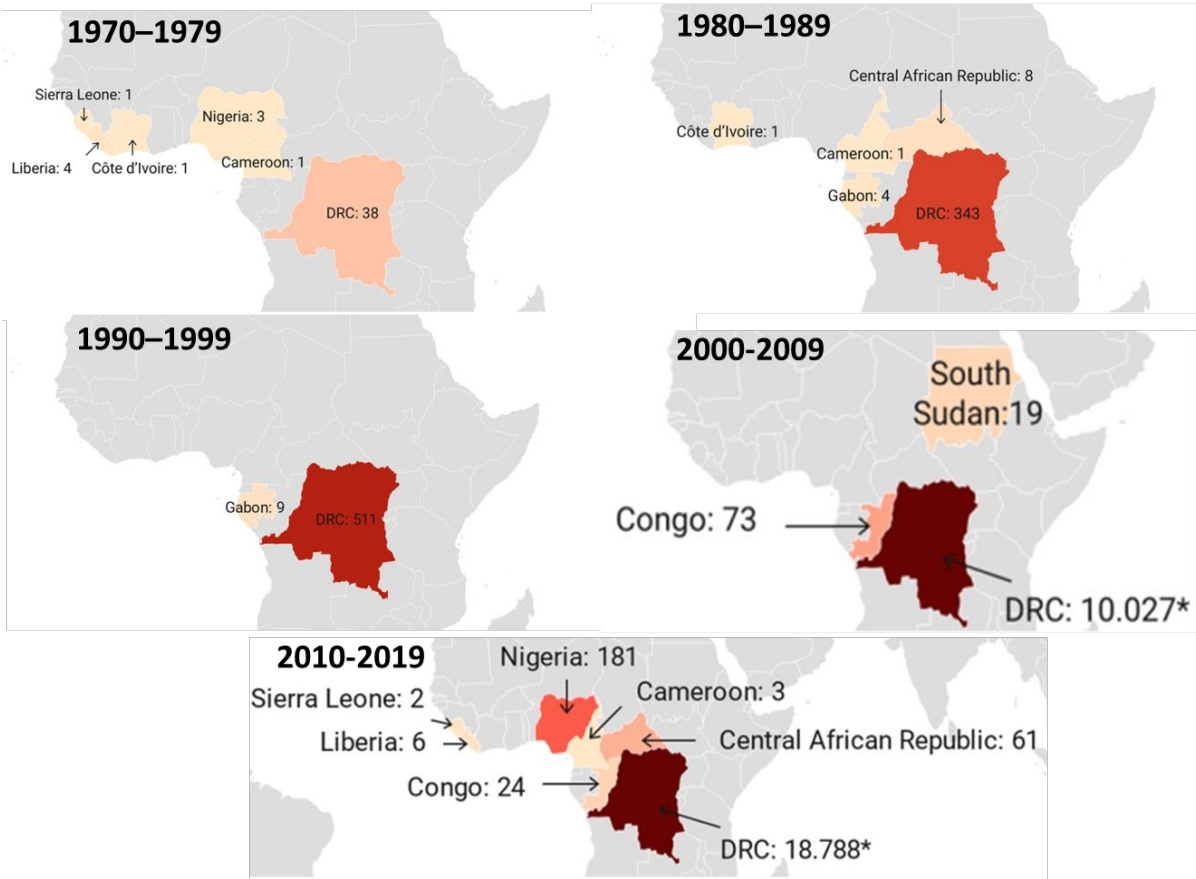 1970–1979
Sierra Leone: 1
Nigeria: 3
Liberia: 4
Côte d'Ivoire: 1
Cameroon: 1
DRC: 38
1980–1989
Central African Republic: 8
Côte d'Ivoire: 1
Cameroon: 1
Gabon: 4
DRC: 343
1990–1999
Gabon: 9
DRC: 511
2000-2009
South
Sudan:19
Congo: 73
DRC: 10.027*
2010-2019
Nigeria: 181
Sierra Leone: 2
Cameroon: 3
Liberia: 6
Central African Republic: 61
Congo: 24
DRC: 18.788*